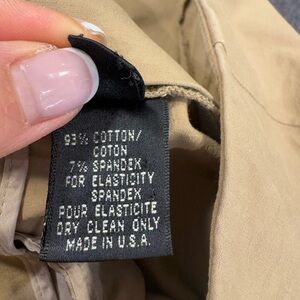 93% COTTON/
COTON
7% SPANDEX
FOR ELASTICITY
SPANDEX
POUR ELASTICITE
DRY CLEAN ONLY
MADE IN U.S.A.